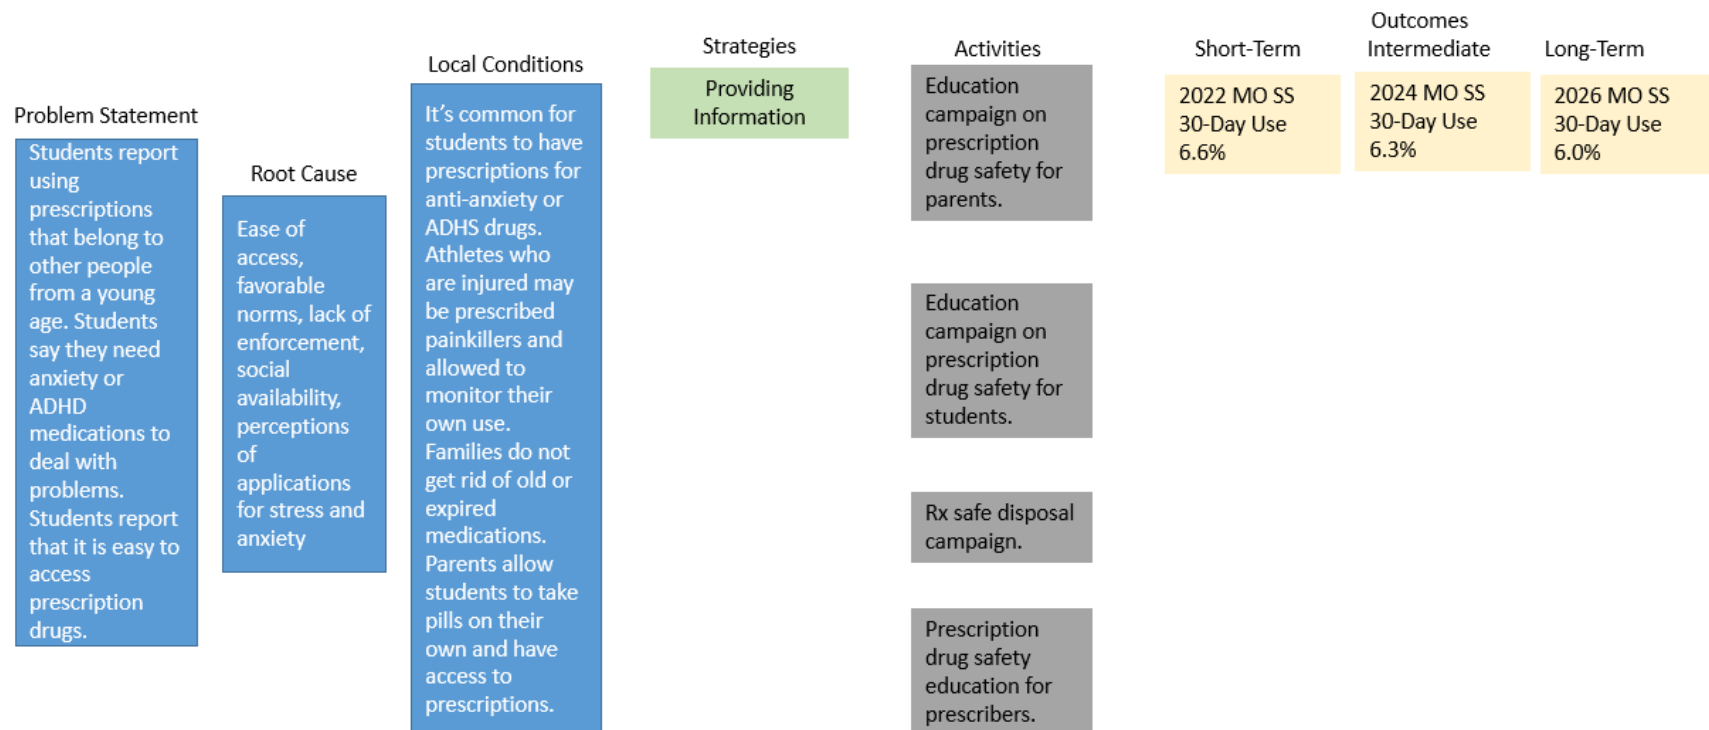 Problem Statement
Students report
using
prescriptions
that belong to
other people
from a young
age. Students
say they need
anxiety or
ADHD
medications to
deal with
problems.
Students report
that it is easy to
access
prescription
drugs.
Root Cause
Ease of
access,
favorable
norms, lack of
enforcement,
social
availability,
perceptions
of
applications
for stress and
anxiety
Local Conditions
It’s common for
students to have
prescriptions for
anti-anxiety or
ADHS drugs.
Athletes who
are injured may
be prescribed
painkillers and
allowed to
monitor their
own use.
Families do not
get rid of old or
expired
medications.
Parents allow
students to take
pills on their
own and have
access to
prescriptions.
Strategies
Providing
Information
Activities
Education
campaign on
prescription
drug safety for
parents.
Education
campaign on
prescription
drug safety for
students.
Rx safe disposal
campaign.
Prescription
drug safety
education for
prescribers.
Outcomes
Short-Term
2022 MO SS
30-Day Use
6.6%
Intermediate
2024 MO SS
30-Day Use
6.3%
Long-Term
2026 MO SS
30-Day Use
6.0%